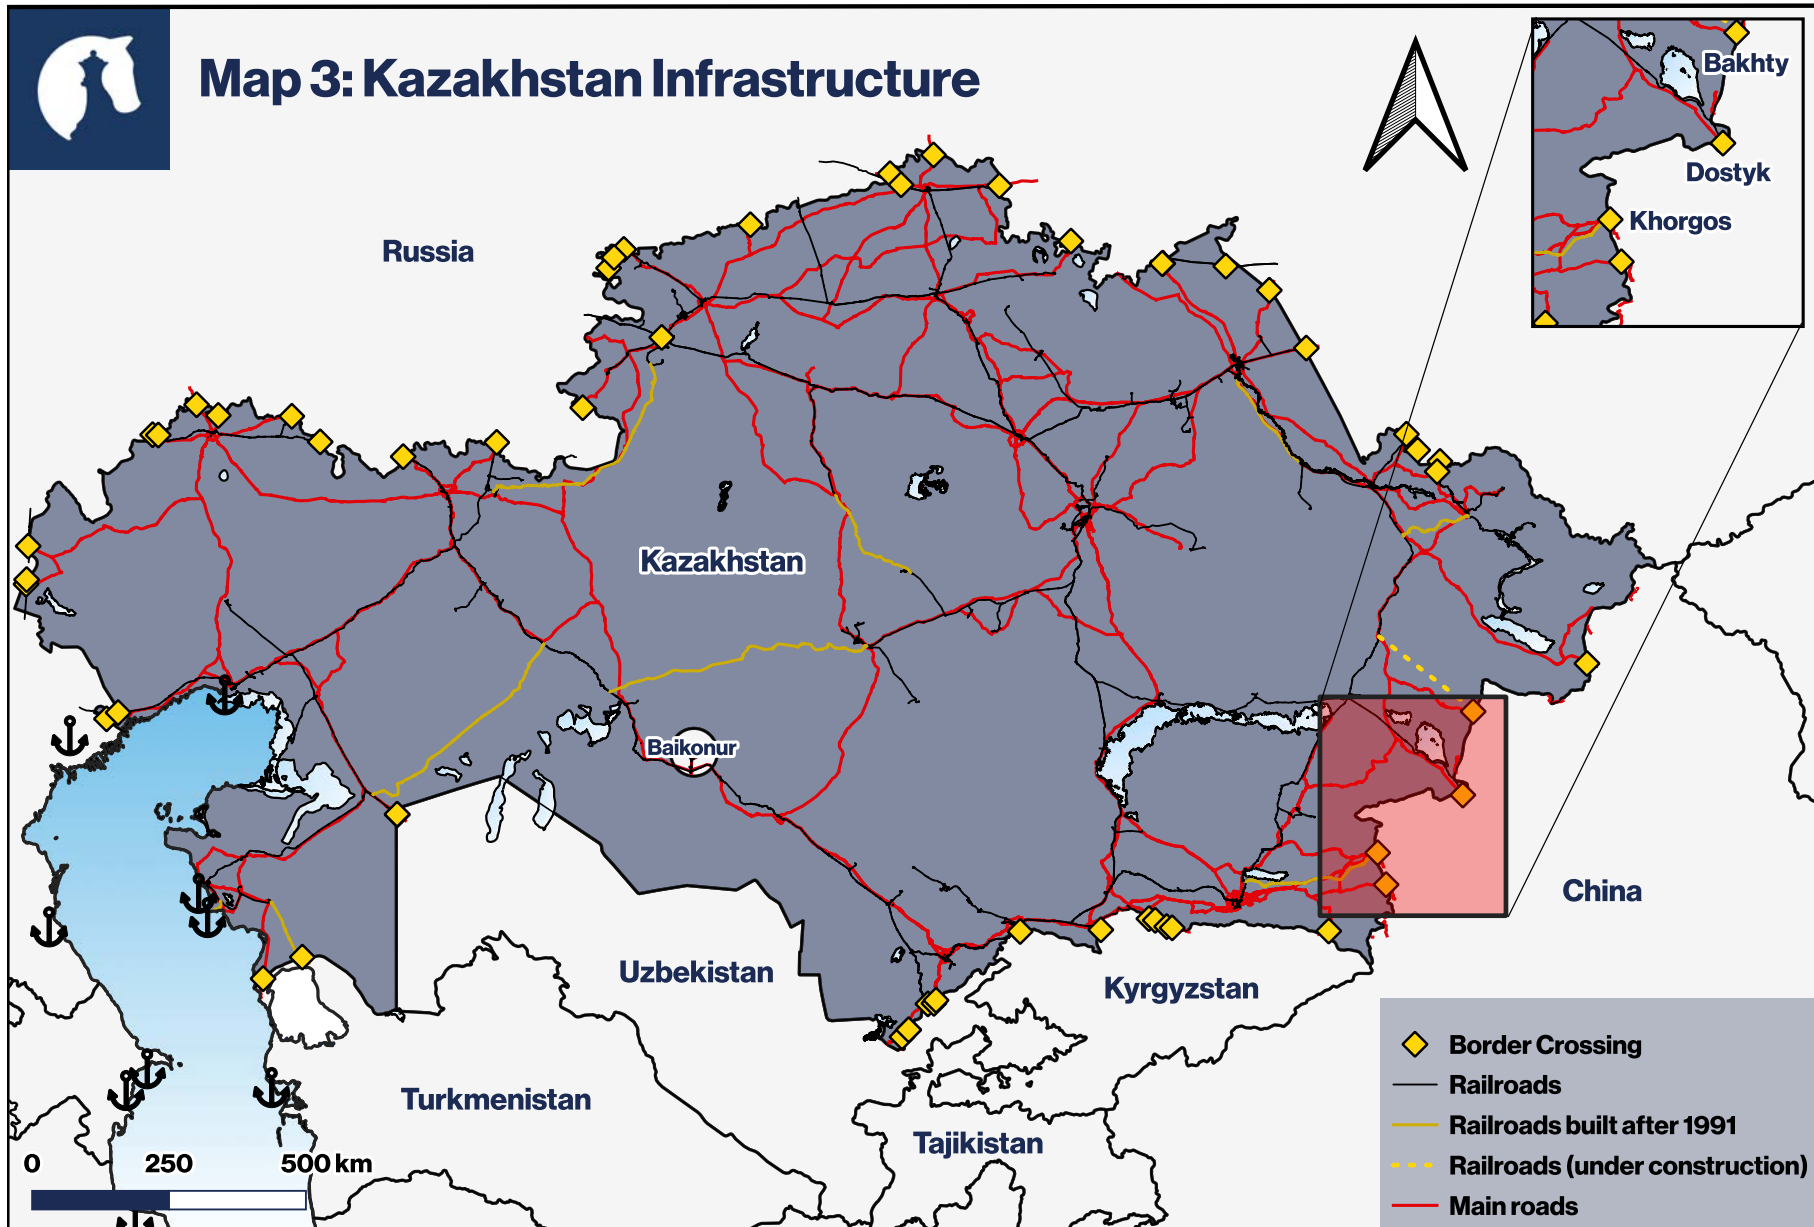 Map 3: Kazakhstan Infrastructure
Bakhty
Dostyk
Khorgos
Russia
Kazakhstan
Baikonur
China
Uzbekistan
Kyrgyzstan
Turkmenistan
Tajikistan
Border Crossing
Railroads
Railroads built after 1991
Railroads (under construction)
Main roads
0 250 500 km